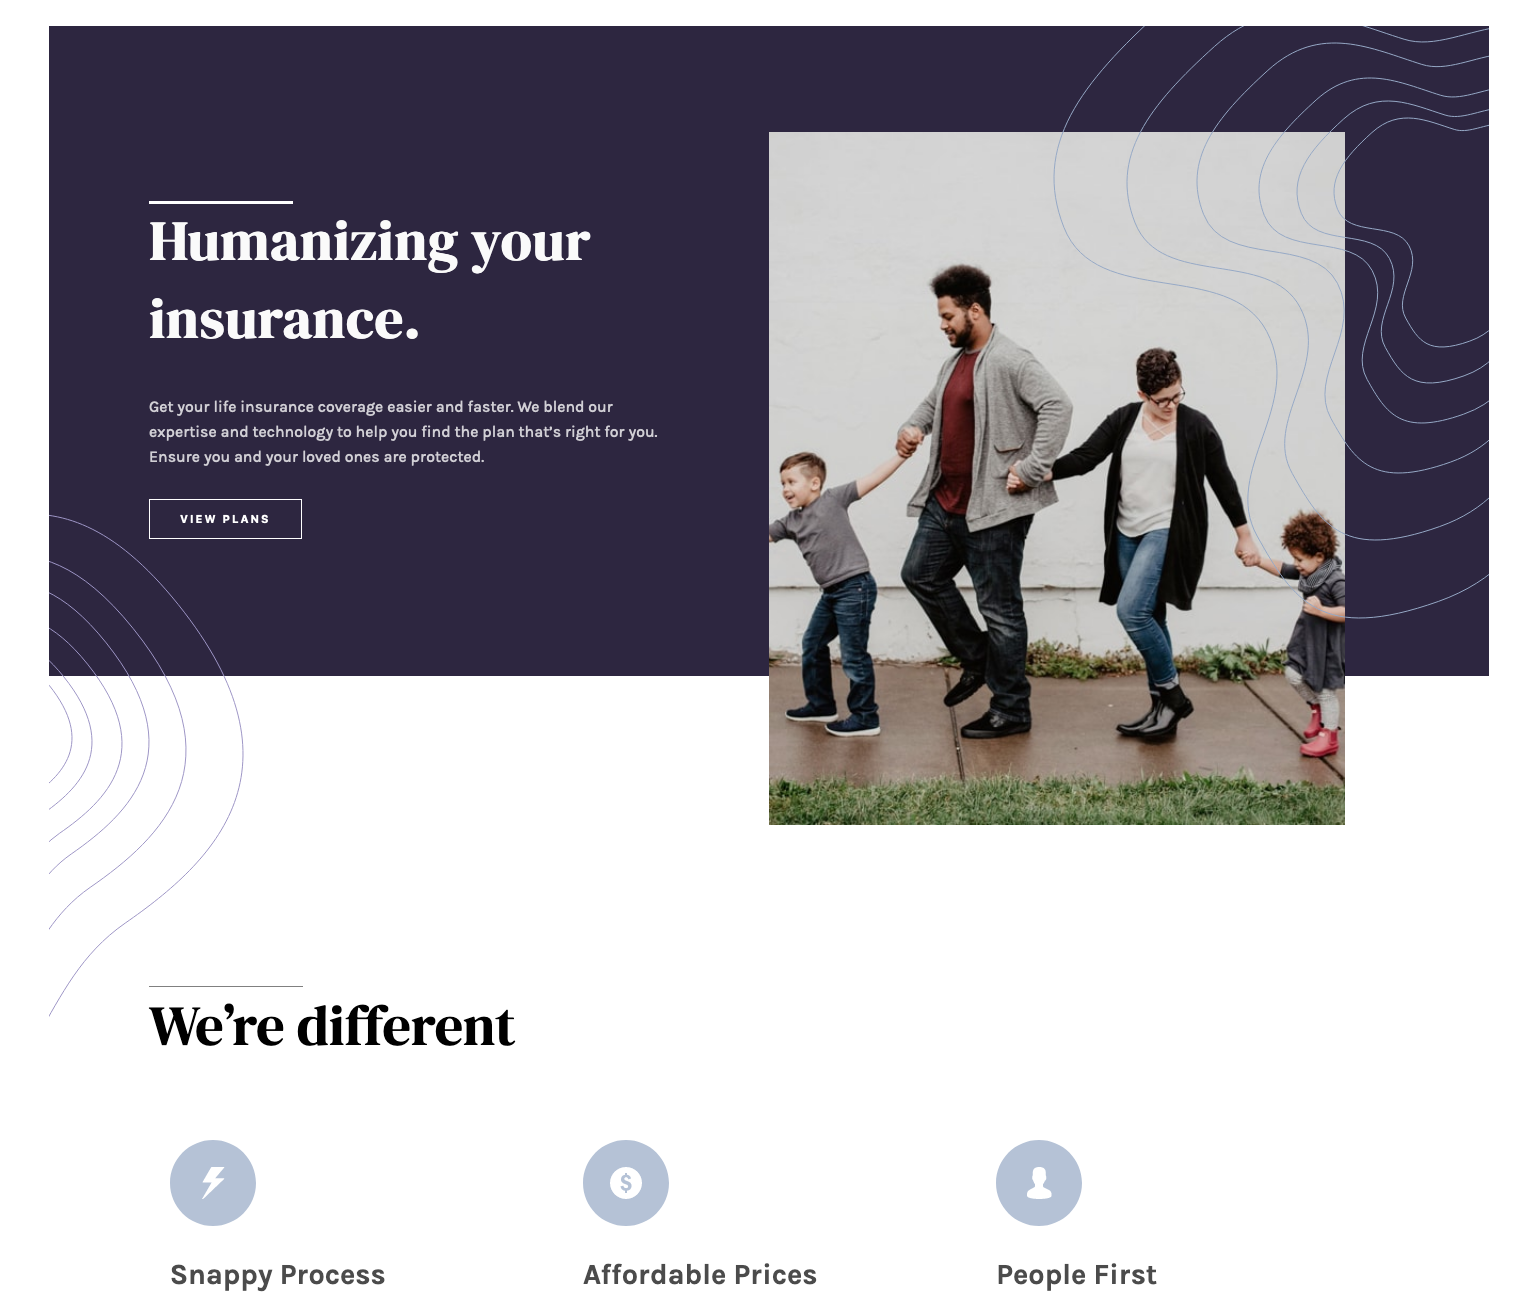 Humanizing your
insurance.
Get your life insurance coverage easier and faster. We blend our
expertise and technology to help you find the plan that's right for you.
Ensure you and your loved ones are protected.
VIEW PLANS
We’re different
$
Snappy Process
Affordable Prices
People First